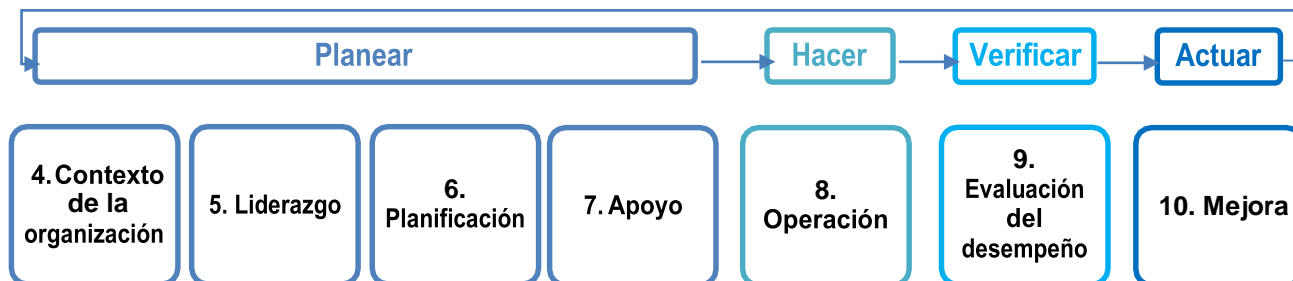 Planear
Hacer
Verificar
Actuar
4. Contexto
de la
organización
5. Liderazgo
6.
Planificación
7. Apoyo
8.
Operación
9.
Evaluación
del
desempeño
10. Mejora